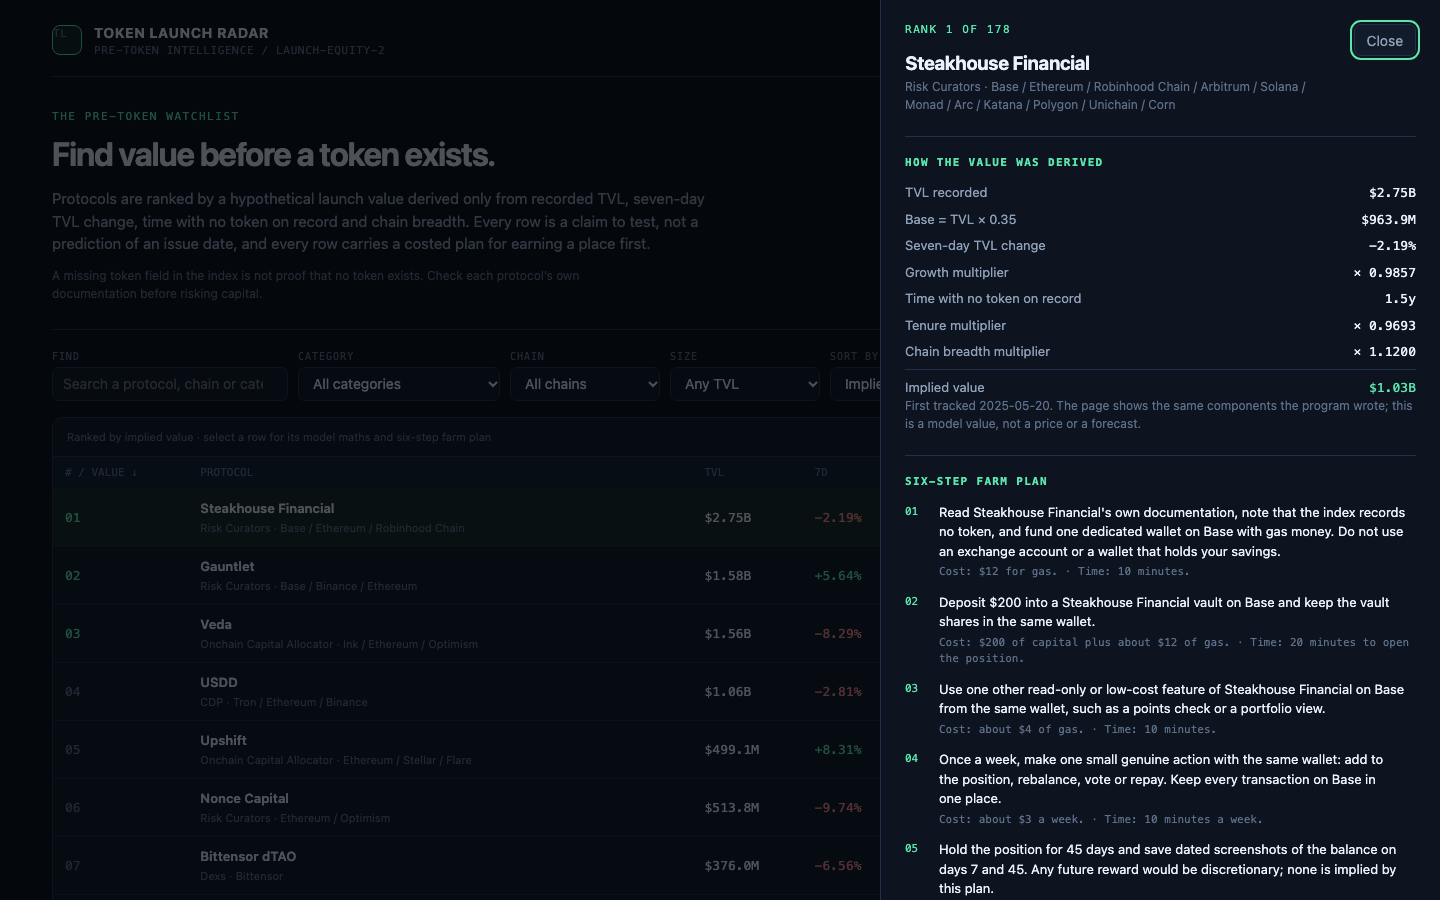 TL
TOKEN LAUNCH RADAR
PRE-TOKEN INTELLIGENCE / LAUNCH-EQUITY-2
THE PRE-TOKEN WATCHLIST
Find value before a token exists.
Protocols are ranked by a hypothetical launch value derived only from recorded TVL, seven-day
TVL change, time with no token on record and chain breadth. Every row is a claim to test, not a
prediction of an issue date, and every row carries a costed plan for earning a place first.
A missing token field in the index is not proof that no token exists. Check each protocol's own
documentation before risking capital.
FIND CATEGORY CHAIN SIZE SORT BY
Search a protocol, chain or cate All categories All chains Any TVL Implie
Ranked by implied value · select a row for its model maths and six-step farm plan
# / VALUE ↓ PROTOCOL TVL 7D
01 Steakhouse Financial $2.75B −2.19%
Risk Curators · Base / Ethereum / Robinhood Chain
02 Gauntlet $1.58B +5.64%
Risk Curators · Base / Binance / Ethereum
03 Veda $1.56B −8.29%
Onchain Capital Allocator · Ink / Ethereum / Optimism
04 USDD $1.06B −2.81%
CDP · Tron / Ethereum / Binance
05 Upshift $499.1M +8.31%
Onchain Capital Allocator · Ethereum / Stellar / Flare
06 Nonce Capital $513.8M −9.74%
Risk Curators · Ethereum / Optimism
07 Bittensor dTAO $376.0M −6.56%
Dexs · Bittensor
RANK 1 OF 178
Close
Steakhouse Financial
Risk Curators · Base / Ethereum / Robinhood Chain / Arbitrum / Solana /
Monad / Arc / Katana / Polygon / Unichain / Corn
HOW THE VALUE WAS DERIVED
TVL recorded $2.75B
Base = TVL × 0.35 $963.9M
Seven-day TVL change −2.19%
Growth multiplier × 0.9857
Time with no token on record 1.5y
Tenure multiplier × 0.9693
Chain breadth multiplier × 1.1200
Implied value $1.03B
First tracked 2025-05-20. The page shows the same components the program wrote; this
is a model value, not a price or a forecast.
SIX-STEP FARM PLAN
01 Read Steakhouse Financial's own documentation, note that the index records
no token, and fund one dedicated wallet on Base with gas money. Do not use
an exchange account or a wallet that holds your savings.
Cost: $12 for gas. · Time: 10 minutes.
02 Deposit $200 into a Steakhouse Financial vault on Base and keep the vault
shares in the same wallet.
Cost: $200 of capital plus about $12 of gas. · Time: 20 minutes to open
the position.
03 Use one other read-only or low-cost feature of Steakhouse Financial on Base
from the same wallet, such as a points check or a portfolio view.
Cost: about $4 of gas. · Time: 10 minutes.
04 Once a week, make one small genuine action with the same wallet: add to
the position, rebalance, vote or repay. Keep every transaction on Base in
one place.
Cost: about $3 a week. · Time: 10 minutes a week.
05 Hold the position for 45 days and save dated screenshots of the balance on
days 7 and 45. Any future reward would be discretionary; none is implied by
this plan.